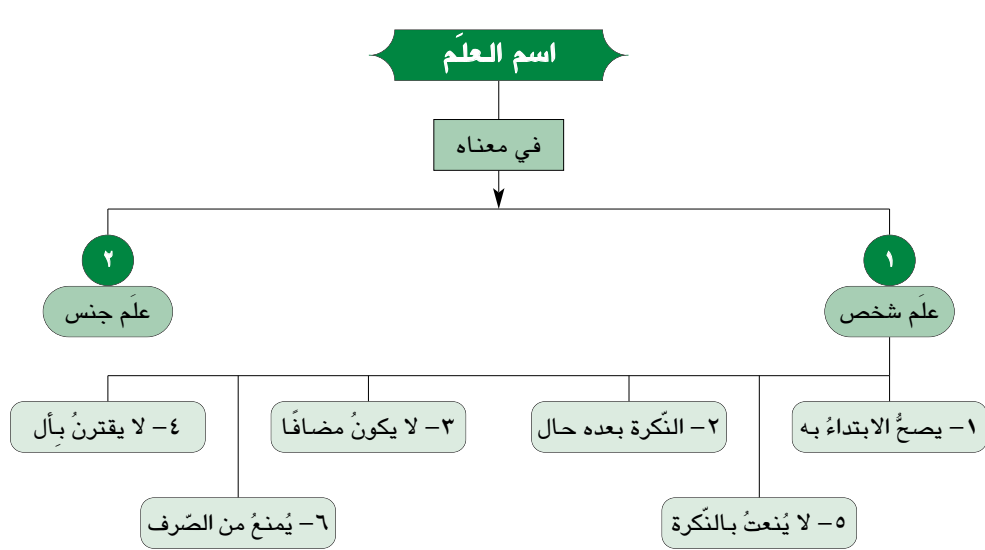 اسم العلَم
في معناه
١
علَم شخص
٢
علَم جنس
١- يصحُّ الابتداءُ به
٢- النّكرة بعده حال
٣- لا يكونُ مضافًا
٤- لا يقترنُ بِأل
٥- لا يُنعتُ بالنّكرة
٦- يُمنعُ من الصّرف